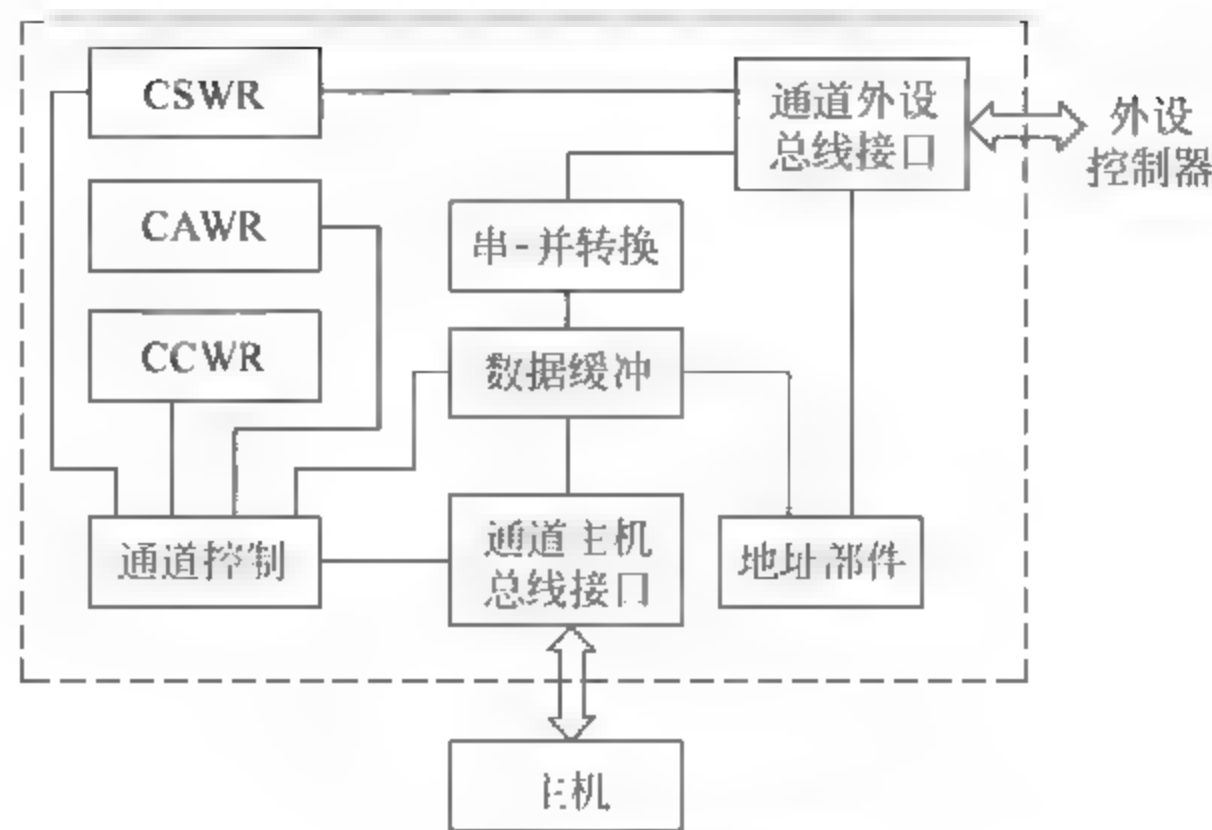 CSWR
通道外设
总线接口
外设
控制器
CAWR
串-并转换
CCWR
数据缓冲
通道控制
通道主机
总线接口
地址部件
主机